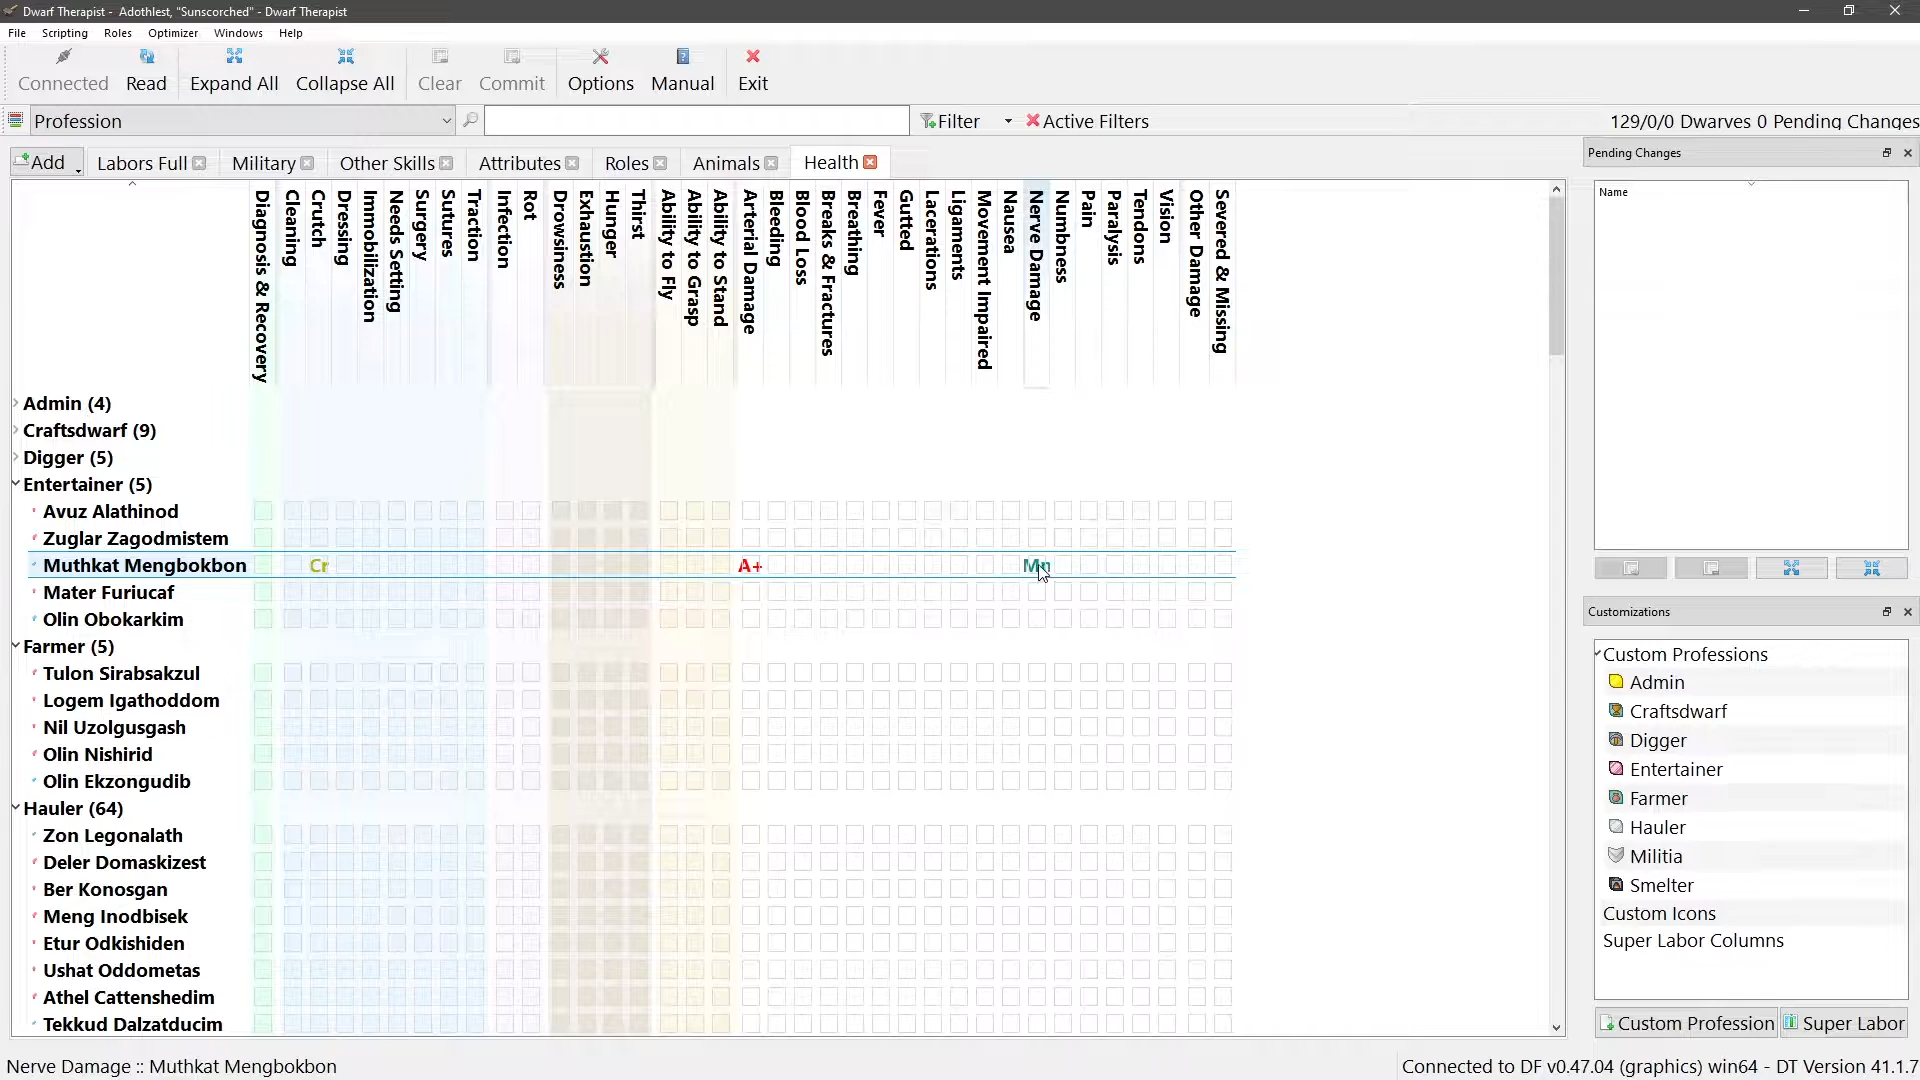 Dwarf Therapist - Adothlest, "Sunscorched" - Dwarf Therapist
File Scripting Roles Optimizer Windows Help
Connected Read Expand All Collapse All Clear Commit Options Manual Exit
Profession Filter Active Filters 129/0/0 Dwarves 0 Pending Changes
Add Labors Full Military Other Skills Attributes Roles Animals Health
Pending Changes
Name
Diagnosis & Recovery
Cleaning
Crutch
Dressing
Immobilization
Needs Setting
Surgery
Sutures
Traction
Infection
Rot
Drowsiness
Exhaustion
Hunger
Thirst
Ability to Fly
Ability to Grasp
Ability to Stand
Arterial Damage
Bleeding
Blood Loss
Breaks & Fractures
Breathing
Fever
Gutted
Lacerations
Ligaments
Movement Impaired
Nausea
Nerve Damage
Numbness
Pain
Paralysis
Tendons
Vision
Other Damage
Severed & Missing
Admin (4)
Craftsdwarf (9)
Digger (5)
Entertainer (5)
Avuz Alathinod
Zuglar Zagodmistem
Muthkat Mengbokbon Cr A+ Mn
Mater Furiucaf
Olin Obokarkim
Farmer (5)
Tulon Sirabsakzul
Logem Igathoddom
Nil Uzolgusgash
Olin Nishirid
Olin Ekzongudib
Hauler (64)
Zon Legonalath
Deler Domaskizest
Ber Konosgan
Meng Inodbisek
Etur Odkishiden
Ushat Oddometas
Athel Cattenshedim
Tekkud Dalzatducim
Customizations
Custom Professions
Admin
Craftsdwarf
Digger
Entertainer
Farmer
Hauler
Militia
Smelter
Custom Icons
Super Labor Columns
Custom Profession Super Labor
Nerve Damage :: Muthkat Mengbokbon
Connected to DF v0.47.04 (graphics) win64 - DT Version 41.1.7